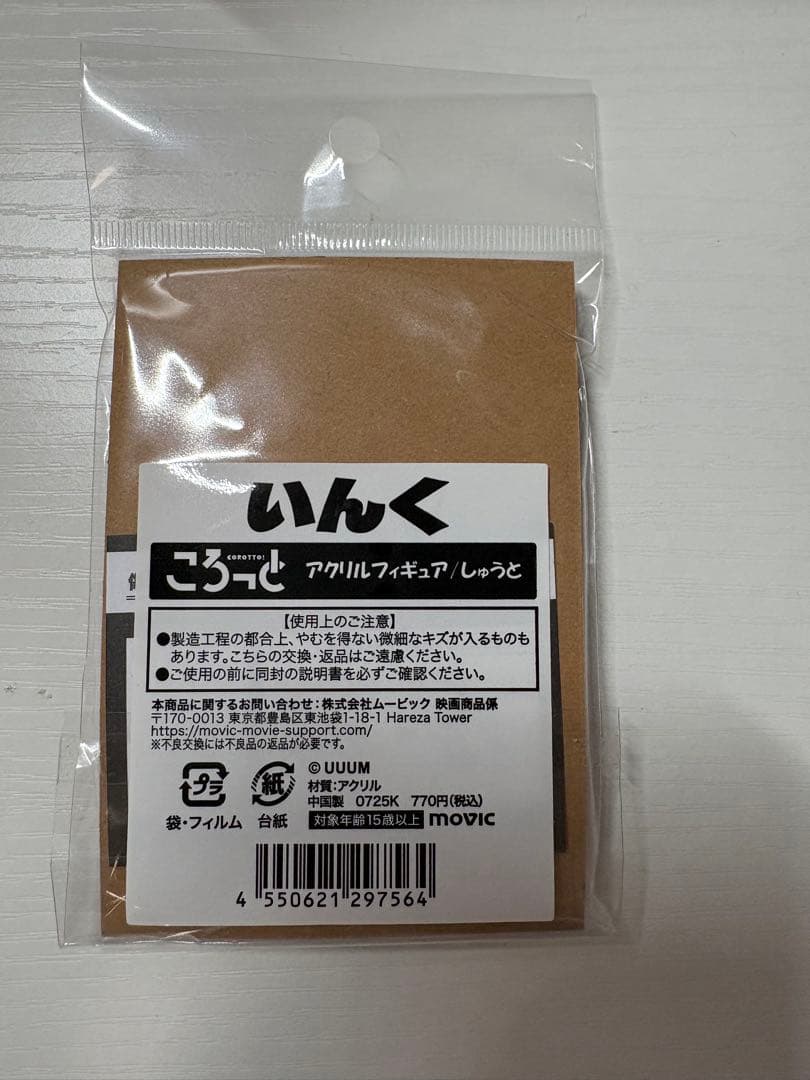 いんく
COROTTO!
ころっと アクリルフィギュア/しゅうと
【使用上のご注意】
●製造工程の都合上、やむを得ない微細なキズが入るものも
あります。こちらの交換・返品はご遠慮ください。
●ご使用の前に同封の説明書を必ずご確認ください。
本商品に関するお問い合わせ：株式会社ムービック 映画商品係
〒170-0013 東京都豊島区東池袋1-18-1 Hareza Tower
https://movic-movie-support.com/
※不良交換には不良品の返品が必要です。
プラ
袋・フィルム
紙
台紙
© UUUM
材質：アクリル
中国製 0725K 770円(税込)
対象年齢15歳以上 movic
4 550621 297564